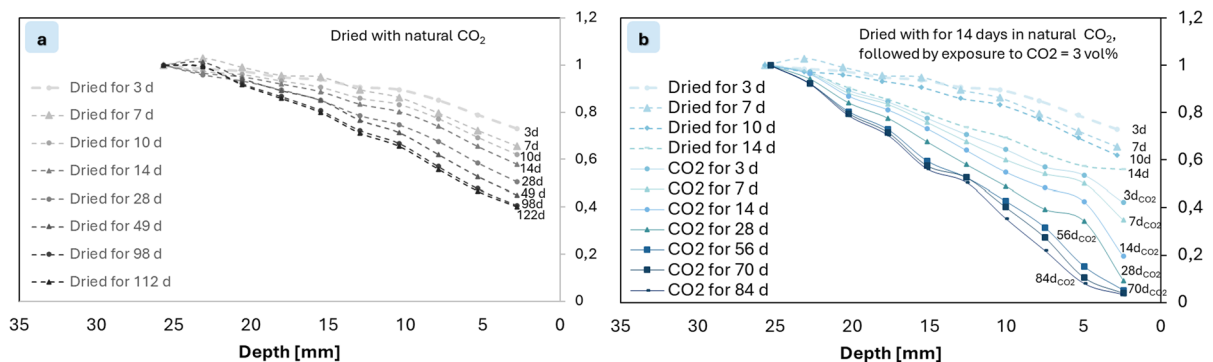 a
Dried with natural CO2
Dried for 3 d
Dried for 7 d
Dried for 10 d
Dried for 14 d
Dried for 28 d
Dried for 49 d
Dried for 98 d
Dried for 112 d
3d
7d
10d
14d
28d
49 d
98d
122d
1,2
1
0,8
0,6
0,4
0,2
0
35
30
25
20
15
10
5
0
Depth [mm]
b
Dried with for 14 days in natural CO2,
followed by exposure to CO2 = 3 vol%
Dried for 3 d
Dried for 7 d
Dried for 10 d
Dried for 14 d
CO2 for 3 d
CO2 for 7 d
CO2 for 14 d
CO2 for 28 d
CO2 for 56 d
CO2 for 70 d
CO2 for 84 d
3d
7d
10d
14d
3dCO2
7dCO2
56dCO2
14dCO2
28dCO2
84dCO2
70dCO2
1,2
1
0,8
0,6
0,4
0,2
0
35
30
25
20
15
10
5
0
Depth [mm]